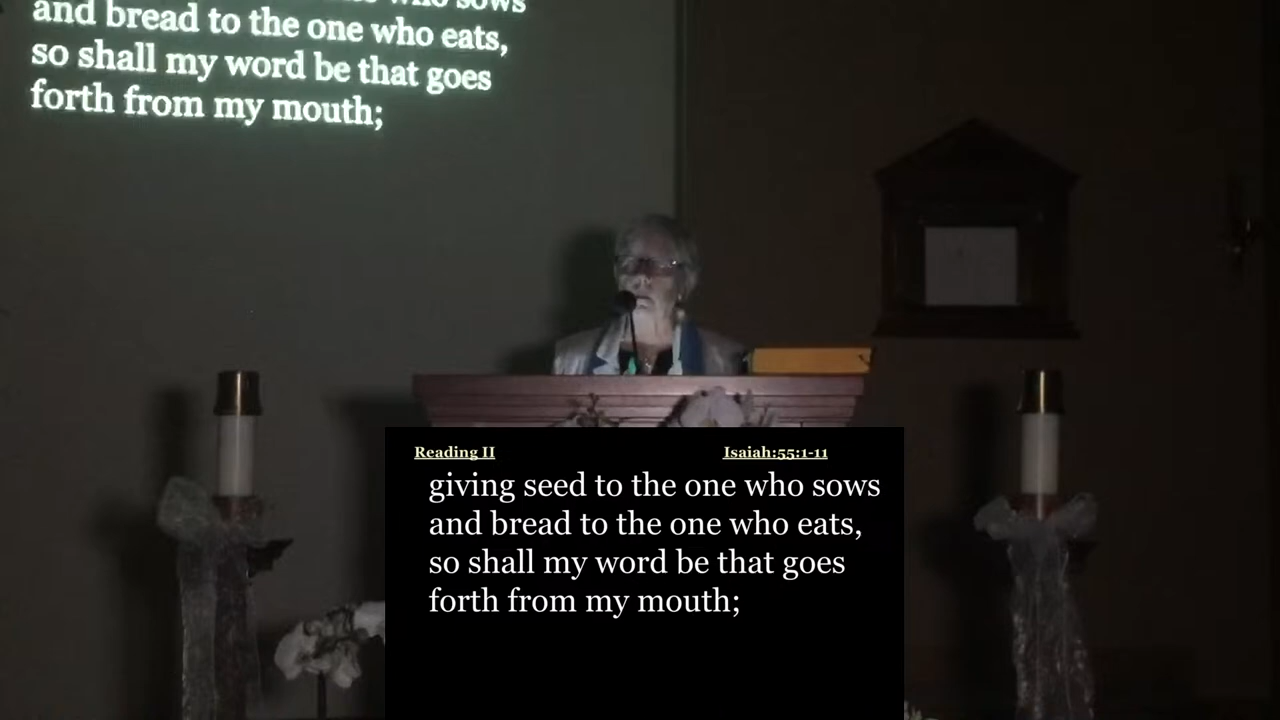 who sows
and bread to the one who eats,
so shall my word be that goes
forth from my mouth;
Reading II Isaiah:55:1-11
giving seed to the one who sows
and bread to the one who eats,
so shall my word be that goes
forth from my mouth;